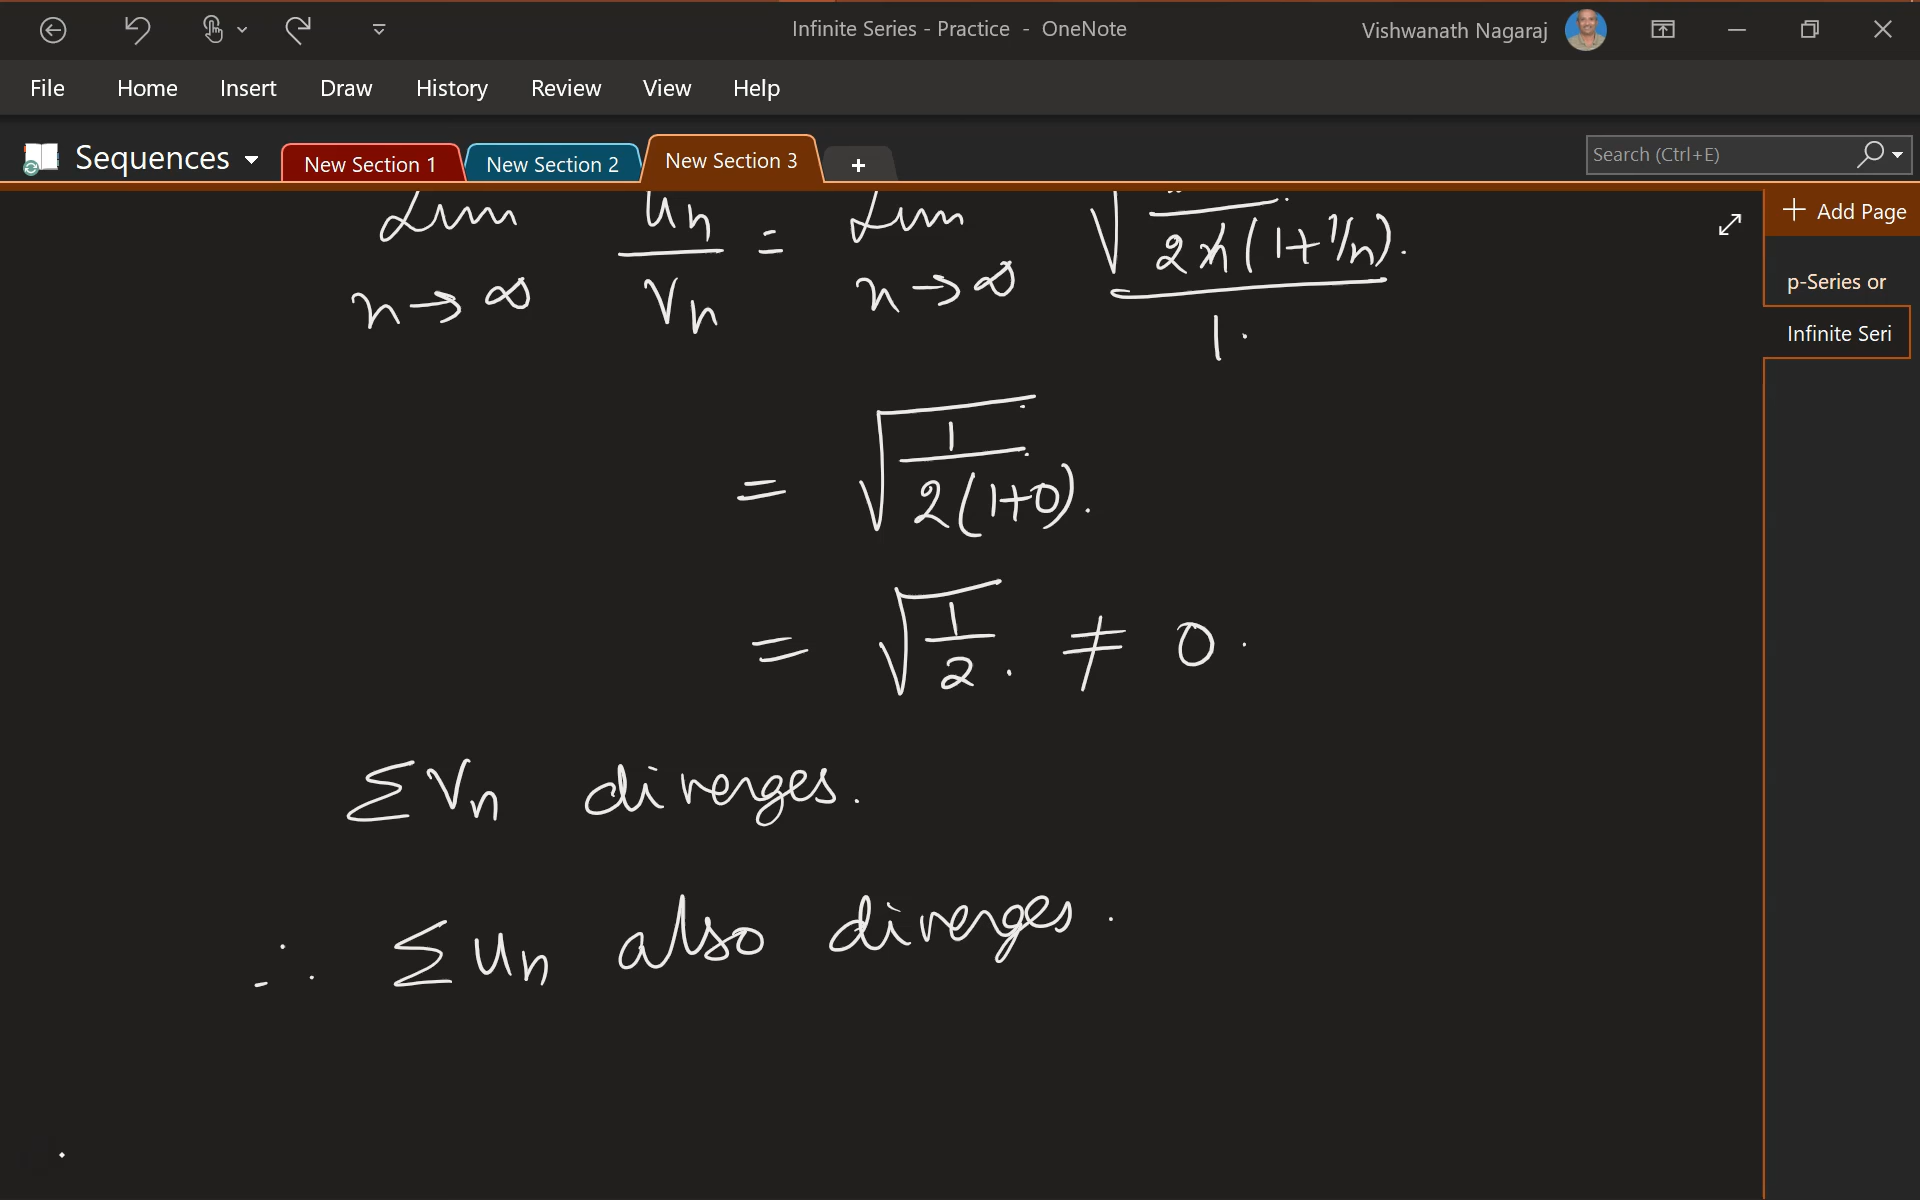 Infinite Series - Practice - OneNote
Vishwanath Nagaraj
File Home Insert Draw History Review View Help
Sequences
New Section 1
New Section 2
New Section 3
+
Search (Ctrl+E)
+ Add Page
p-Series or
Infinite Seri
Lim n→∞ un/vn = Lim n→∞ √(/2n(1+1/n)). / 1.
= √(1/2(1+0)).
= √(1/2). ≠ 0.
Σvn diverges.
∴ Σun also diverges.